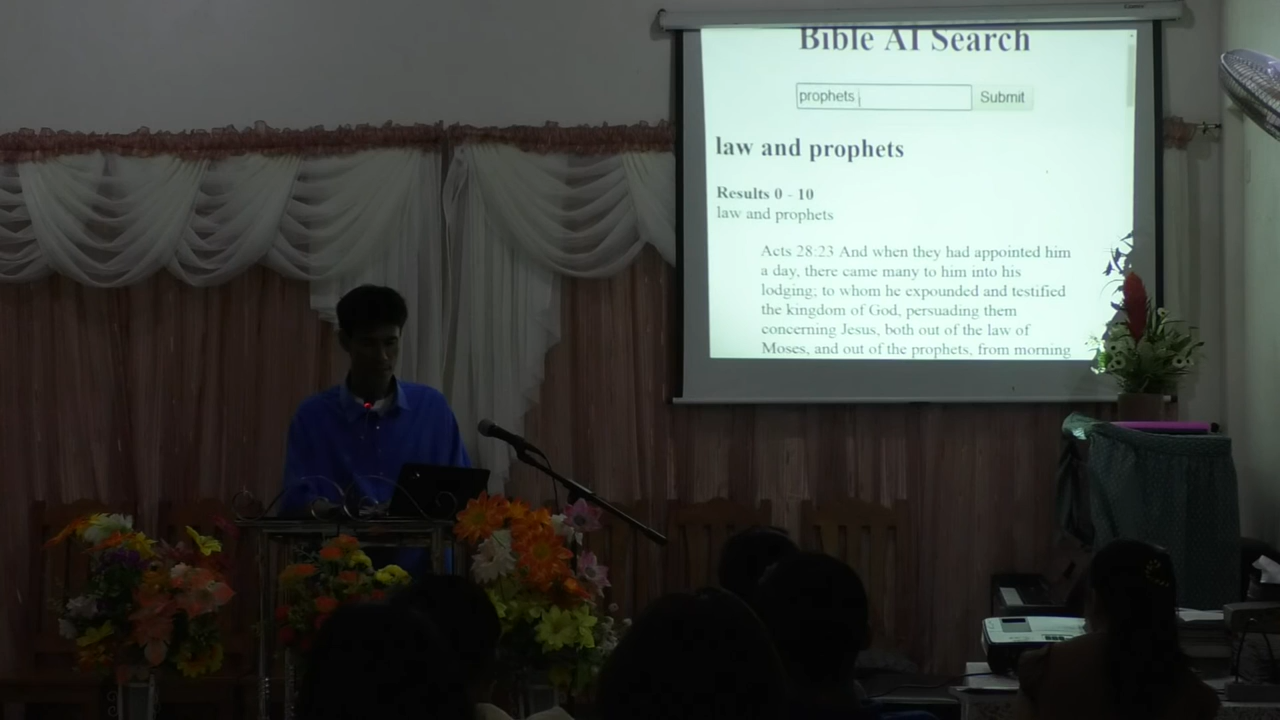 Bible AI Search
prophets
Submit
law and prophets
Results 0 - 10
law and prophets
Acts 28:23 And when they had appointed him
a day, there came many to him into his
lodging; to whom he expounded and testified
the kingdom of God, persuading them
concerning Jesus, both out of the law of
Moses, and out of the prophets, from morning